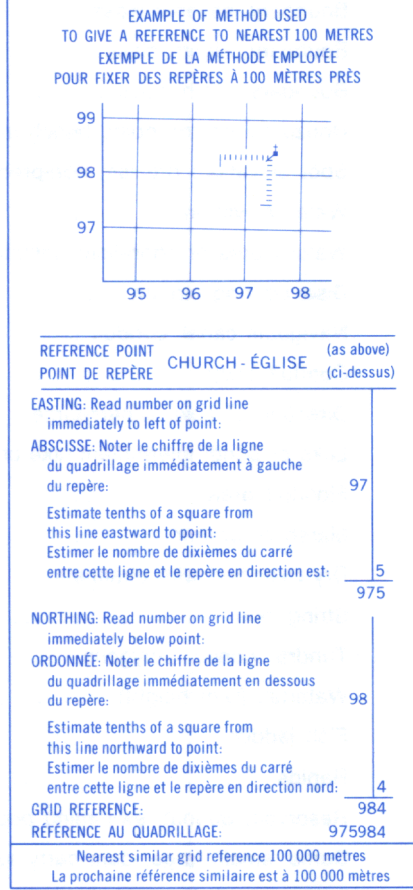 EXAMPLE OF METHOD USED
TO GIVE A REFERENCE TO NEAREST 100 METRES
EXEMPLE DE LA MÉTHODE EMPLOYÉE
POUR FIXER DES REPÈRES À 100 MÈTRES PRÈS
99
98
97
95 96 97 98
REFERENCE POINT
POINT DE REPÈRE
CHURCH - ÉGLISE
(as above)
(ci-dessus)
EASTING: Read number on grid line
immediately to left of point:
ABSCISSE: Noter le chiffre de la ligne
du quadrillage immédiatement à gauche
du repère: 97
Estimate tenths of a square from
this line eastward to point:
Estimer le nombre de dixièmes du carré
entre cette ligne et le repère en direction est: 5
975
NORTHING: Read number on grid line
immediately below point:
ORDONNÉE: Noter le chiffre de la ligne
du quadrillage immédiatement en dessous
du repère: 98
Estimate tenths of a square from
this line northward to point:
Estimer le nombre de dixièmes du carré
entre cette ligne et le repère en direction nord: 4
GRID REFERENCE: 984
RÉFÉRENCE AU QUADRILLAGE: 975984
Nearest similar grid reference 100 000 metres
La prochaine référence similaire est à 100 000 mètres